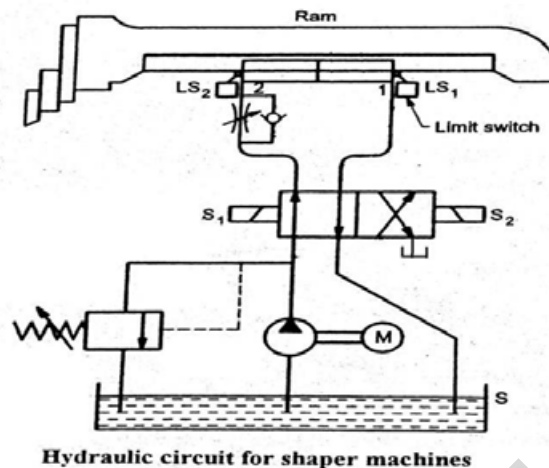 Ram
LS2 2 1 LS1
Limit switch
S1 S2
M
S
Hydraulic circuit for shaper machines